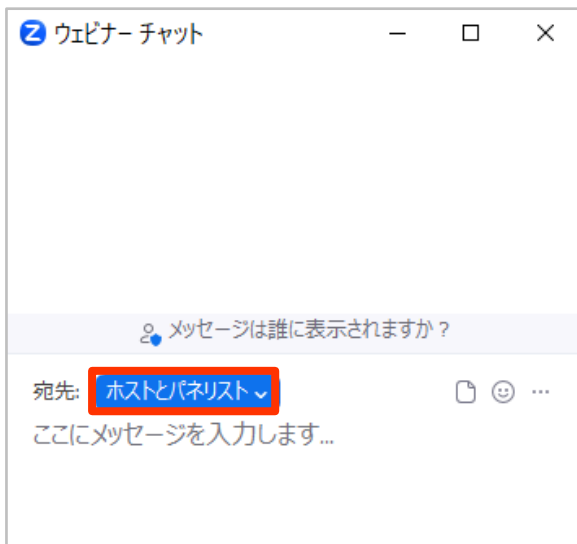 ウェビナー チャット
メッセージは誰に表示されますか？
宛先: ホストとパネリスト
ここにメッセージを入力します...